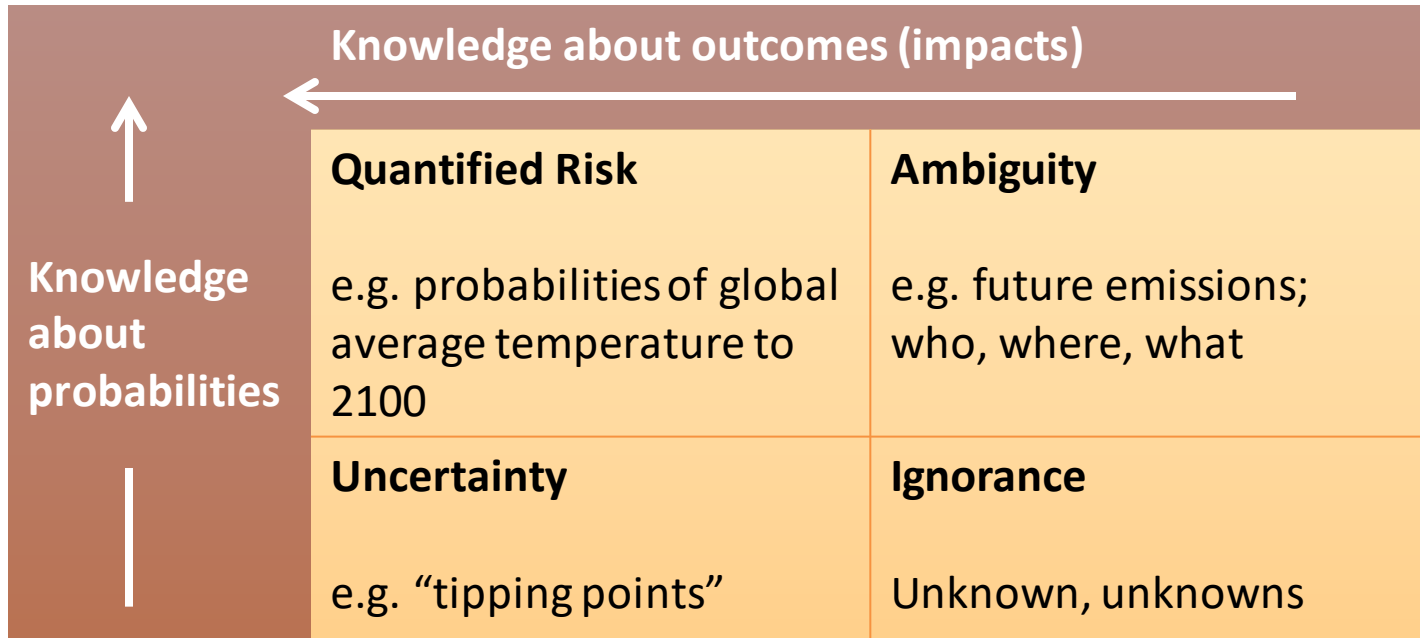 Knowledge about outcomes (impacts)
Knowledge
about
probabilities
Quantified Risk
e.g. probabilities of global
average temperature to
2100
Ambiguity
e.g. future emissions;
who, where, what
Uncertainty
e.g. “tipping points”
Ignorance
Unknown, unknowns